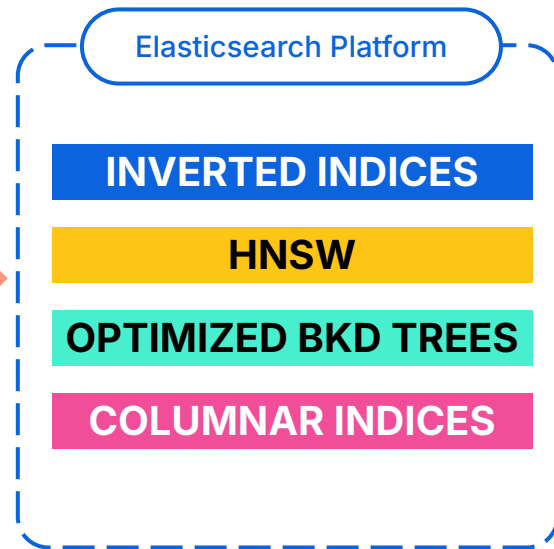 Elasticsearch Platform
INVERTED INDICES
HNSW
OPTIMIZED BKD TREES
COLUMNAR INDICES